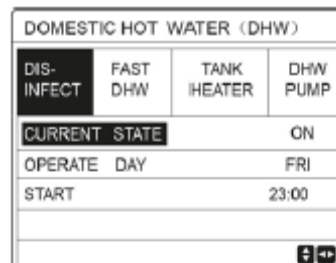 DOMESTIC HOT WATER (DHW)
DIS-
INFECT
FAST
DHW
TANK
HEATER
DHW
PUMP
CURRENT STATE ON
OPERATE DAY FRI
START 23:00